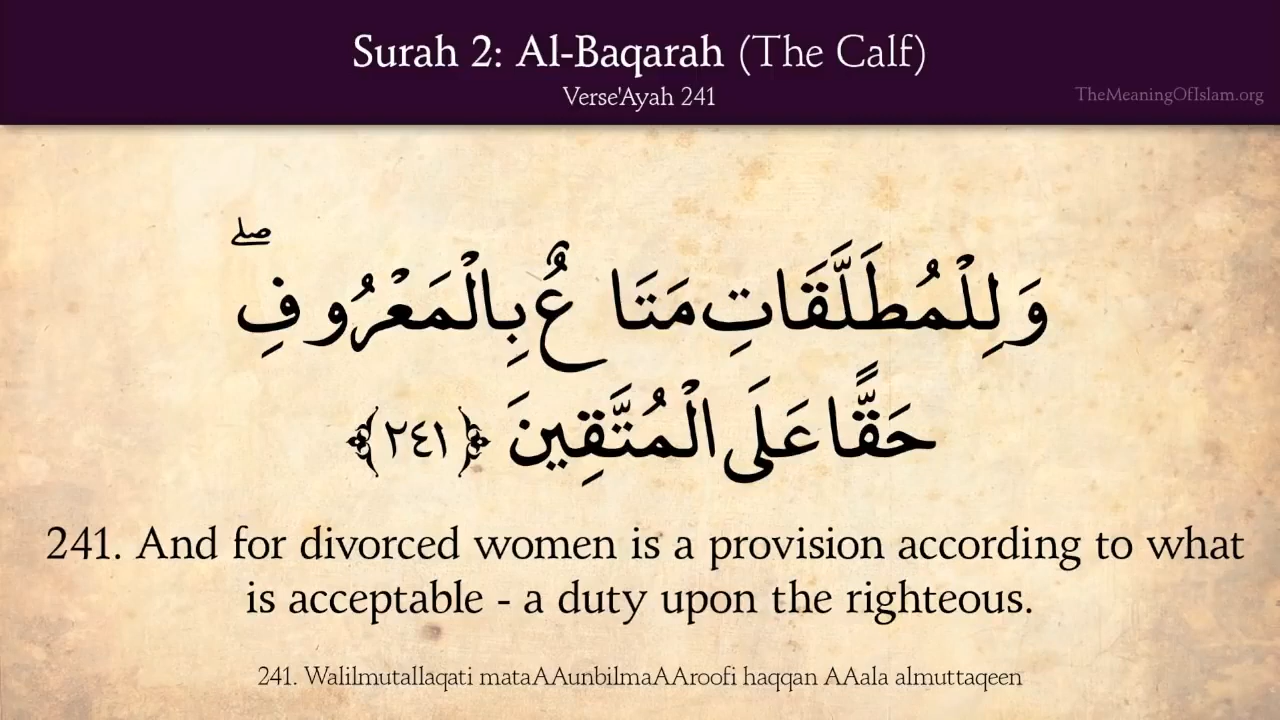 Surah 2: Al-Baqarah (The Calf)
Verse'Ayah 241
TheMeaningOfIslam.org
وَلِلْمُطَلَّقَاتِ مَتَاعٌ بِالْمَعْرُوفِ ۖ
حَقًّا عَلَى الْمُتَّقِينَ ﴿٢٤١﴾
241. And for divorced women is a provision according to what
is acceptable - a duty upon the righteous.
241. Walilmutallaqati mataAAunbilmaAAroofi haqqan AAala almuttaqeen